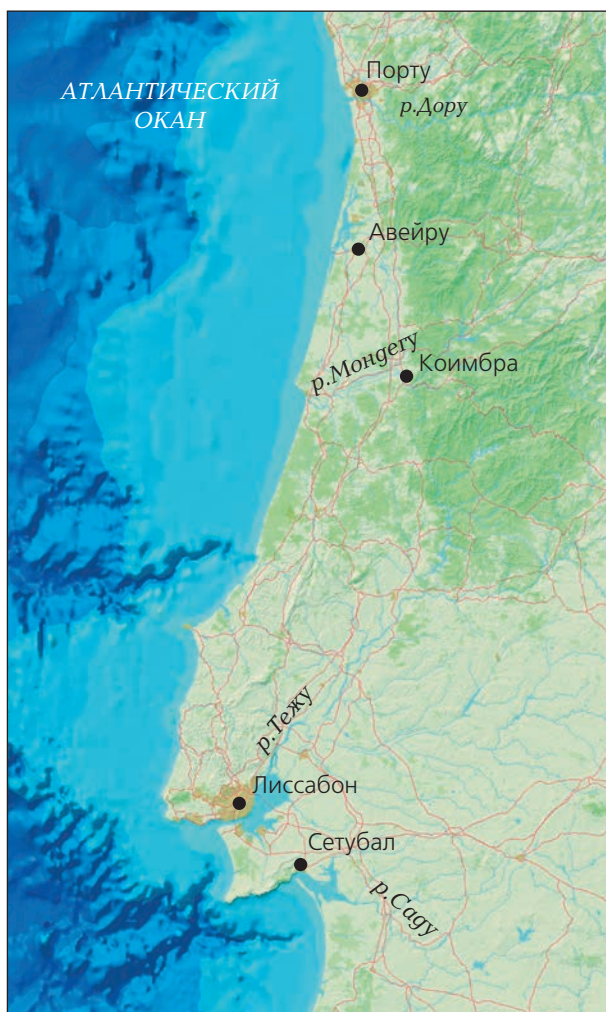 Порту
АТЛАНТИЧЕСКИЙ
ОКАН
р.Дору
Авейру
р.Мондегу
Коимбра
р.Тежу
Лиссабон
Сетубал
р.Саду